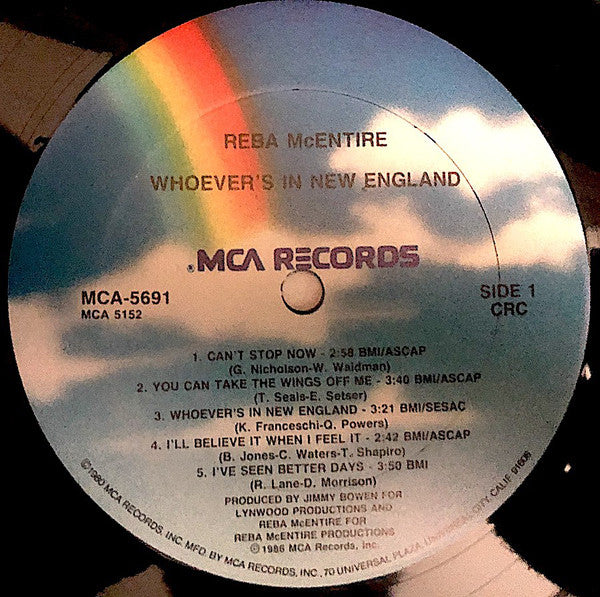 REBA McENTIRE
WHOEVER'S IN NEW ENGLAND
®MCA RECORDS
MCA-5691
MCA 5152
SIDE 1
CRC
1. CAN'T STOP NOW - 2:58 BMI/ASCAP
(G. Nicholson-W. Waldman)
2. YOU CAN TAKE THE WINGS OFF ME - 3:40 BMI/ASCAP
(T. Seals-E. Setser)
3. WHOEVER'S IN NEW ENGLAND - 3:21 BMI/SESAC
(K. Franceschi-Q. Powers)
4. I'LL BELIEVE IT WHEN I FEEL IT - 2:42 BMI/ASCAP
(B. Jones-C. Waters-T. Shapiro)
5. I'VE SEEN BETTER DAYS - 3:50 BMI
(R. Lane-D. Morrison)
PRODUCED BY JIMMY BOWEN FOR
LYNWOOD PRODUCTIONS AND
REBA McENTIRE FOR
REBA McENTIRE PRODUCTIONS
℗1986 MCA Records, Inc.
©1980 MCA RECORDS, INC. MFD. BY MCA RECORDS, INC., 70 UNIVERSAL PLAZA, UNIVERSAL CITY, CALIF. 91608